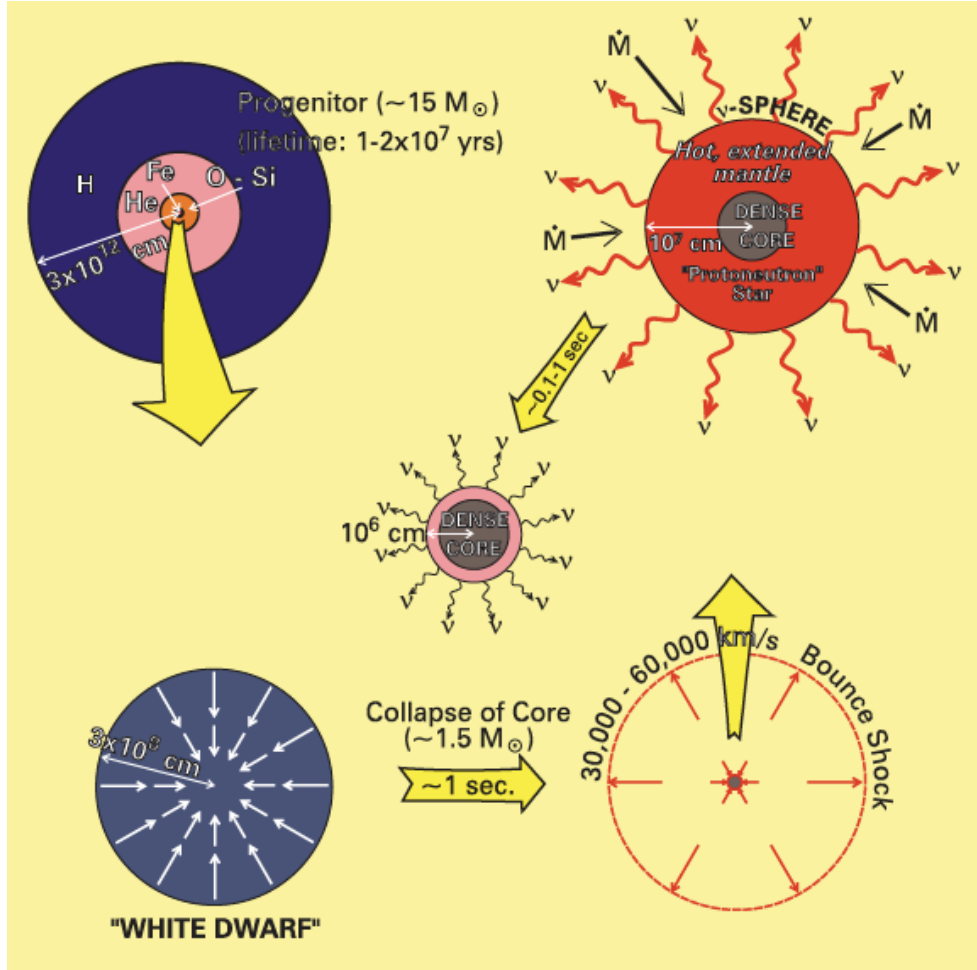 Progenitor (~15 M⊙)
(lifetime: 1-2x10⁷ yrs)
H
Fe
O - Si
He
3x10¹² cm
ν
ν
ν
ν
ν
ν
ν
ν
ν
ν
ν
ν
Ṁ
Ṁ
Ṁ
Ṁ
ν-SPHERE
Hot, extended
mantle
DENSE
CORE
10⁷ cm
"Protoneutron"
Star
~0.1-1 sec
ν
ν
ν
ν
ν
ν
ν
ν
ν
ν
ν
ν
DENSE
CORE
10⁶ cm
3x10⁸ cm
"WHITE DWARF"
Collapse of Core
(~1.5 M⊙)
~1 sec.
30,000 - 60,000 km/s
Bounce Shock